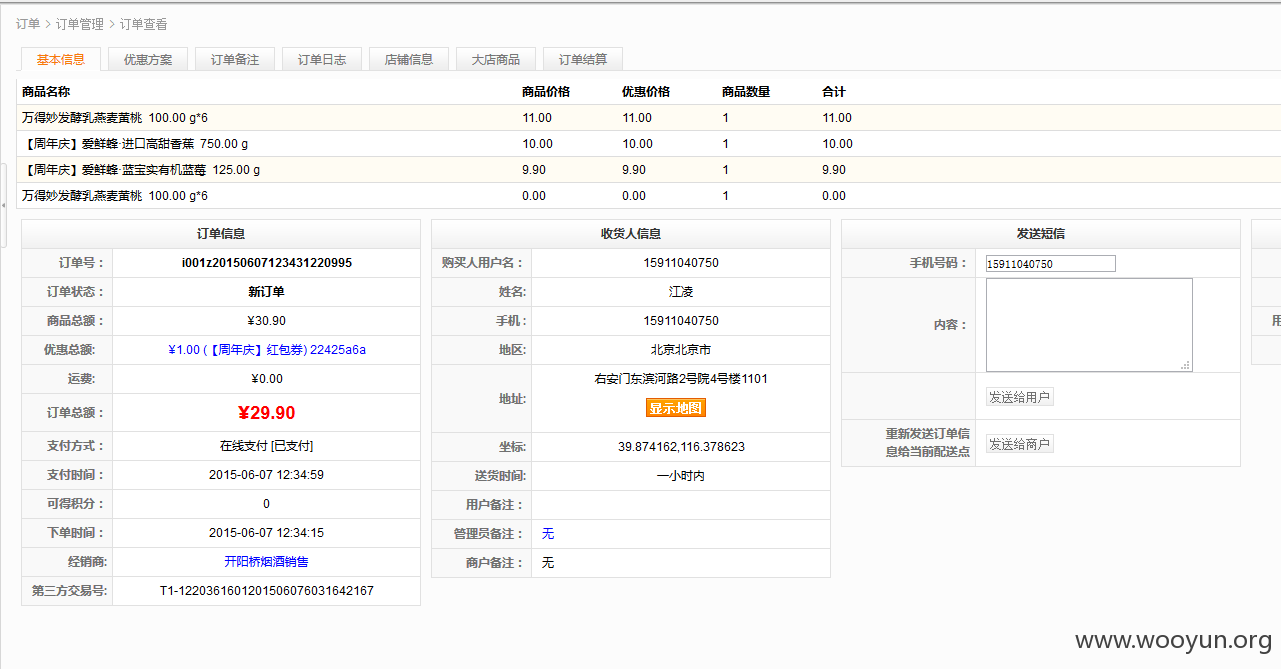 订单 > 订单管理 > 订单查看
基本信息 优惠方案 订单备注 订单日志 店铺信息 大店商品 订单结算
商品名称 商品价格 优惠价格 商品数量 合计
万得妙发酵乳燕麦黄桃 100.00 g*6 11.00 11.00 1 11.00
【周年庆】爱鲜蜂·进口高甜香蕉 750.00 g 10.00 10.00 1 10.00
【周年庆】爱鲜蜂·蓝宝实有机蓝莓 125.00 g 9.90 9.90 1 9.90
万得妙发酵乳燕麦黄桃 100.00 g*6 0.00 0.00 1 0.00
订单信息
订单号： i001z20150607123431220995
订单状态： 新订单
商品总额： ¥30.90
优惠总额: ¥1.00 (【周年庆】红包券) 22425a6a
运费: ¥0.00
订单总额： ¥29.90
支付方式： 在线支付 [已支付]
支付时间： 2015-06-07 12:34:59
可得积分： 0
下单时间： 2015-06-07 12:34:15
经销商: 开阳桥烟酒销售
第三方交易号: T1-1220361601201506076031642167
收货人信息
购买人用户名： 15911040750
姓名: 江凌
手机： 15911040750
地区: 北京北京市
地址: 右安门东滨河路2号院4号楼1101
显示地图
坐标: 39.874162,116.378623
送货时间: 一小时内
用户备注：
管理员备注： 无
商户备注： 无
发送短信
手机号码： 15911040750
内容：
发送给用户
重新发送订单信
息给当前配送点
发送给商户
用
www.wooyun.org